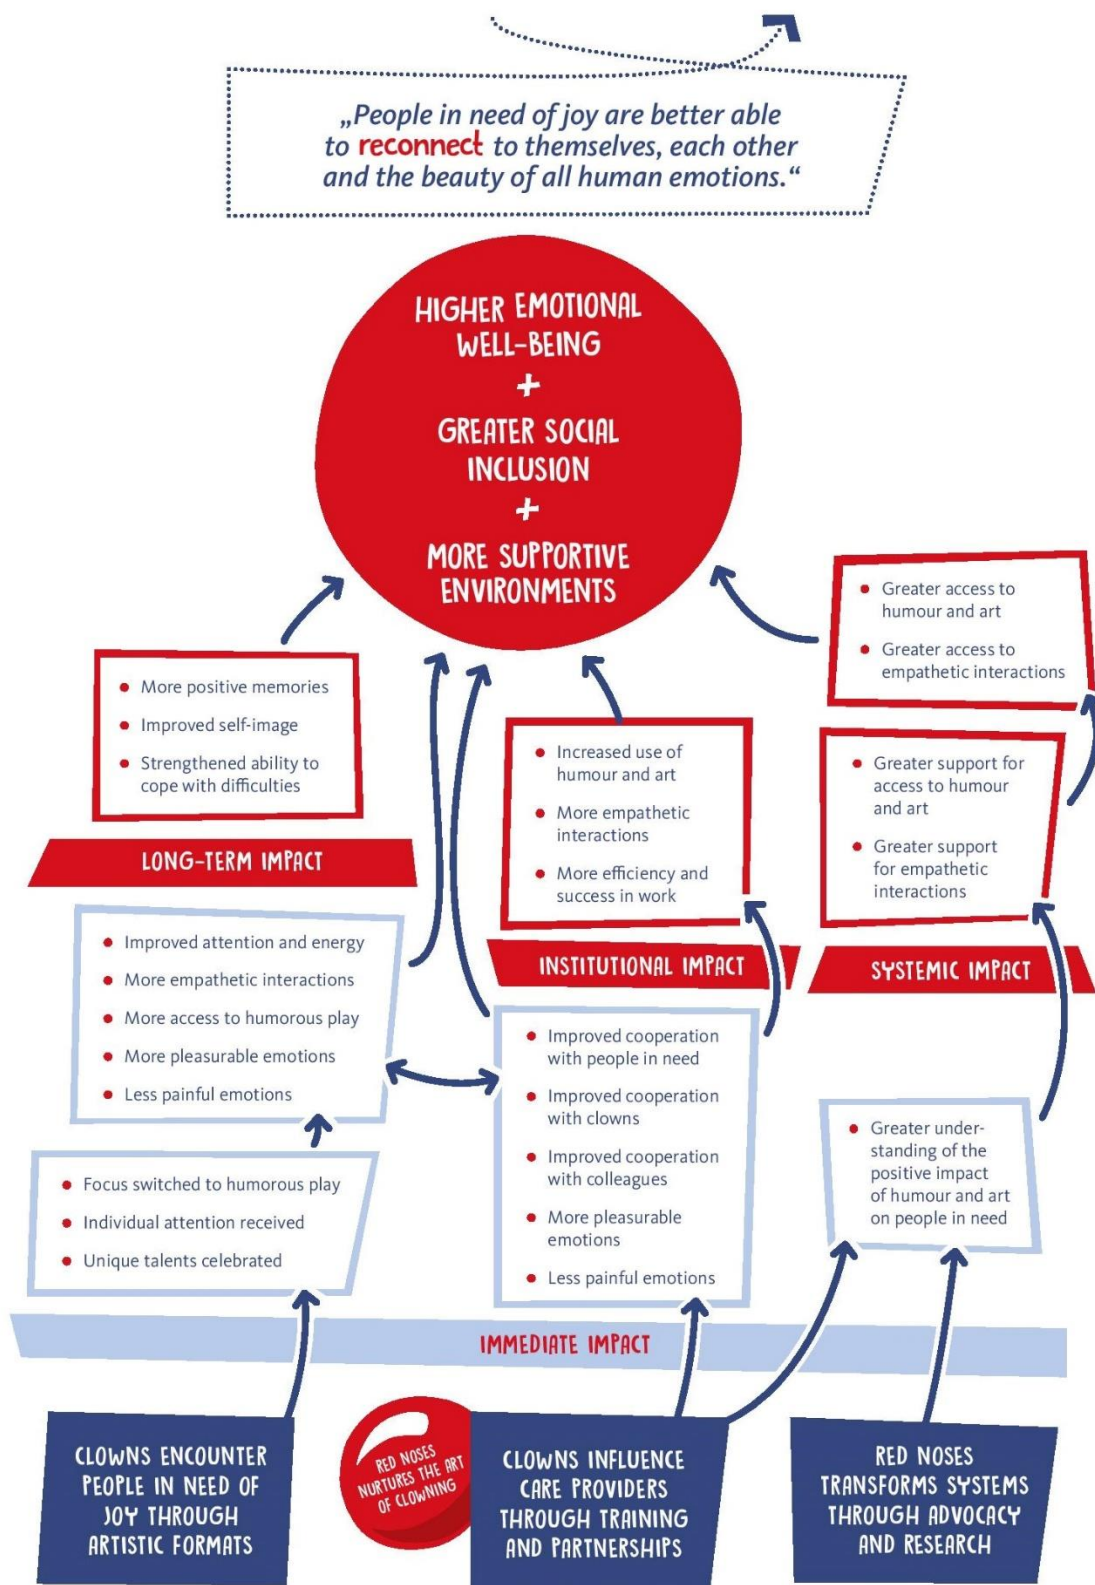 „People in need of joy are better able
to reconnect to themselves, each other
and the beauty of all human emotions.“
HIGHER EMOTIONAL
WELL-BEING
+
GREATER SOCIAL
INCLUSION
+
MORE SUPPORTIVE
ENVIRONMENTS
• Greater access to
humour and art
• Greater access to
empathetic interactions
• More positive memories
• Improved self-image
• Strengthened ability to
cope with difficulties
LONG-TERM IMPACT
• Increased use of
humour and art
• More empathetic
interactions
• More efficiency and
success in work
INSTITUTIONAL IMPACT
• Greater support for
access to humour
and art
• Greater support
for empathetic
interactions
SYSTEMIC IMPACT
• Improved attention and energy
• More empathetic interactions
• More access to humorous play
• More pleasurable emotions
• Less painful emotions
• Focus switched to humorous play
• Individual attention received
• Unique talents celebrated
• Improved cooperation
with people in need
• Improved cooperation
with clowns
• Improved cooperation
with colleagues
• More pleasurable
emotions
• Less painful emotions
• Greater under-
standing of the
positive impact
of humour and art
on people in need
IMMEDIATE IMPACT
CLOWNS ENCOUNTER
PEOPLE IN NEED OF
JOY THROUGH
ARTISTIC FORMATS
RED NOSES
NURTURES THE ART
OF CLOWNING
CLOWNS INFLUENCE
CARE PROVIDERS
THROUGH TRAINING
AND PARTNERSHIPS
RED NOSES
TRANSFORMS SYSTEMS
THROUGH ADVOCACY
AND RESEARCH